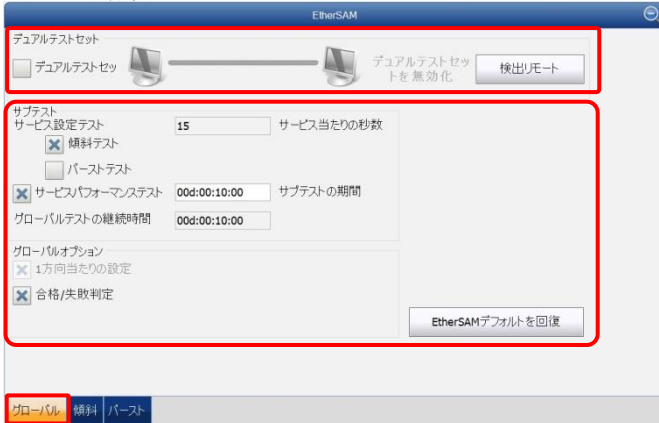 EtherSAM
デュアルテストセット
デュアルテストセッ
デュアルテストセッ
トを無効化
検出リモート
サブテスト
サービス設定テスト
15
サービス当たりの秒数
傾斜テスト
バーストテスト
サービスパフォーマンステスト
00d:00:10:00
サブテストの期間
グローバルテストの継続時間
00d:00:10:00
グローバルオプション
1方向当たりの設定
合格/失敗判定
EtherSAMデフォルトを回復
グローバル
傾斜
バースト